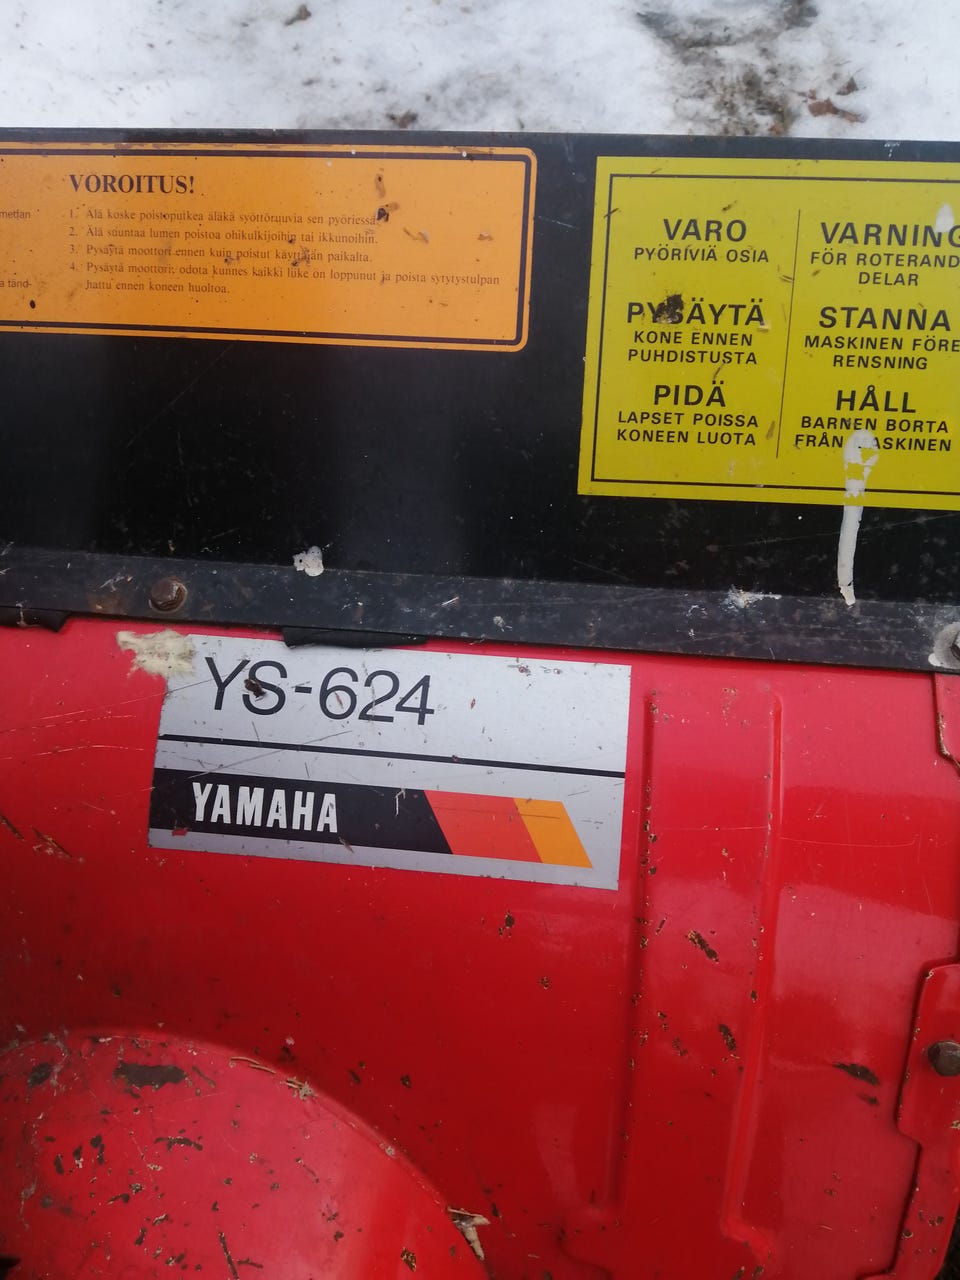 metlan
a tänd-
VOROITUS!
1. Älä koske poistoputkea äläkä syöttöruuvia sen pyöriessä.
2. Älä suuntaa lumen poistoa ohikulkijoihin tai ikkunoihin.
3. Pysäytä moottori ennen kuin poistut käyttäjän paikalta.
4. Pysäytä moottori, odota kunnes kaikki liike on loppunut ja poista sytytystulpan
hattu ennen koneen huoltoa.
VARO
PYÖRIVIÄ OSIA
PYSÄYTÄ
KONE ENNEN
PUHDISTUSTA
PIDÄ
LAPSET POISSA
KONEEN LUOTA
VARNING
FÖR ROTERAND
DELAR
STANNA
MASKINEN FÖRE
RENSNING
HÅLL
BARNEN BORTA
FRÅN MASKINEN
YS-624
YAMAHA